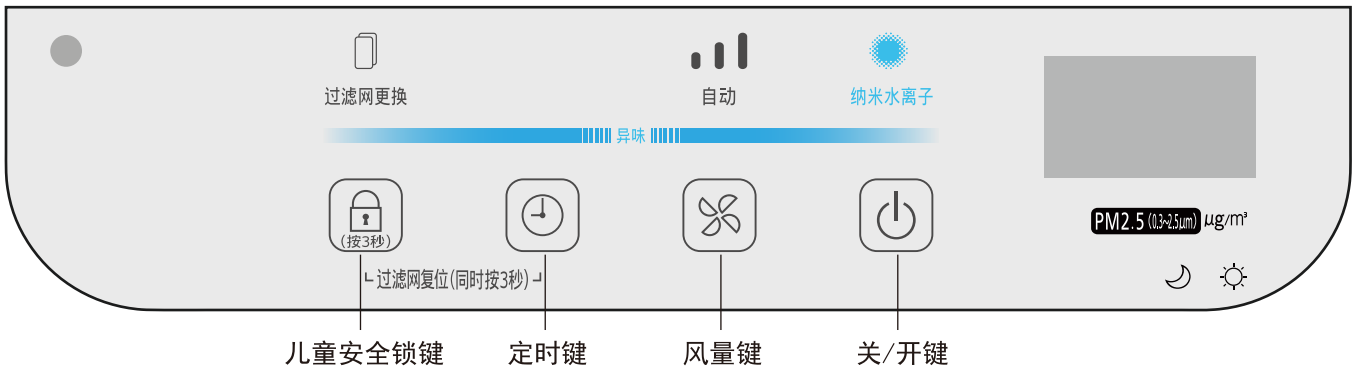 过滤网更换 自动 纳米水离子
异味
(按3秒)
PM2.5(0.3~2.5μm) μg/m³
过滤网复位(同时按3秒)
儿童安全锁键 定时键 风量键 关/开键